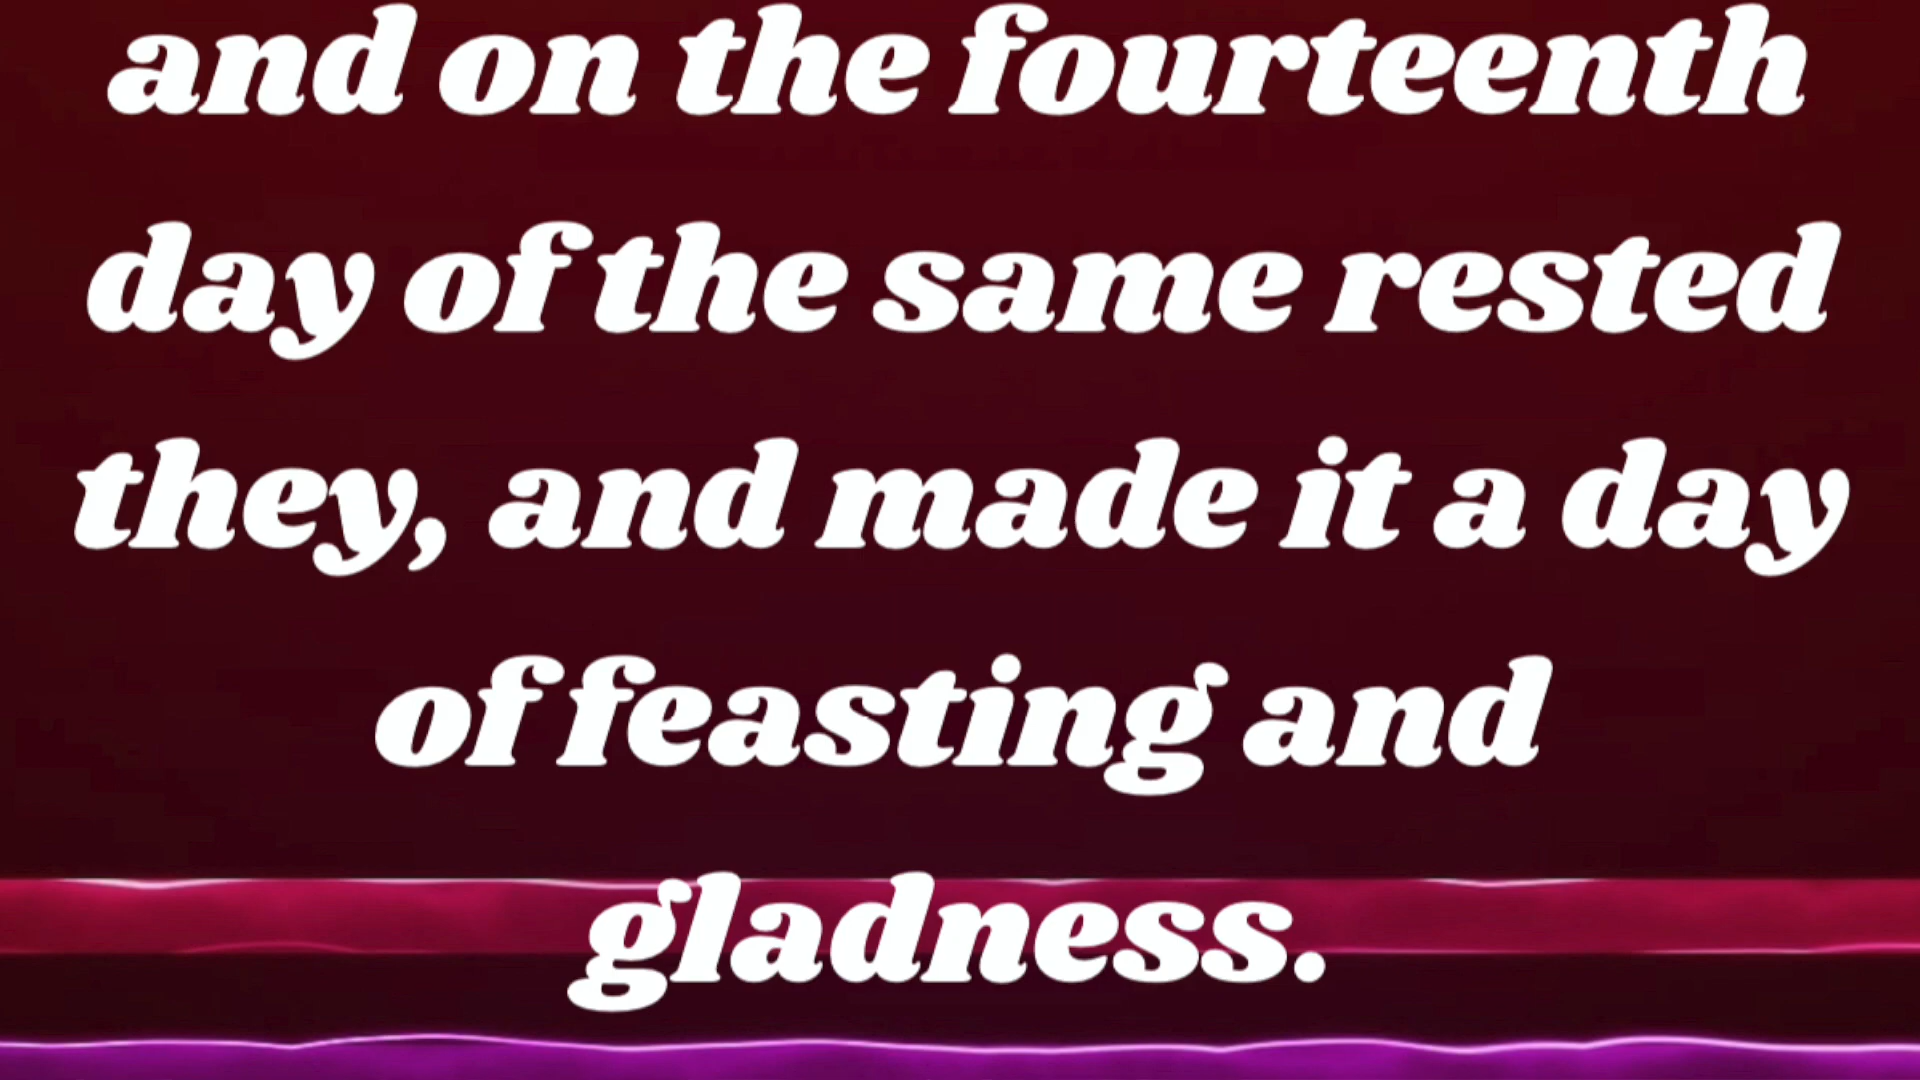 and on the fourteenth
day of the same rested
they, and made it a day
of feasting and
gladness.